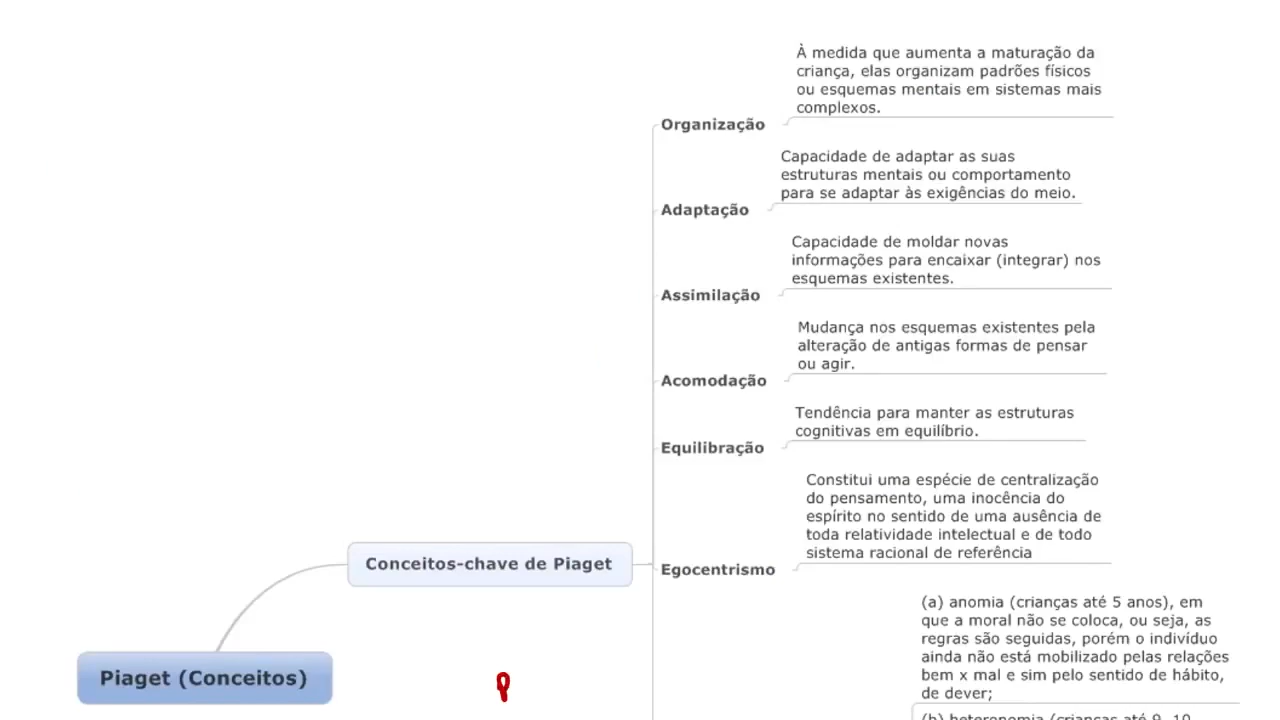 À medida que aumenta a maturação da
criança, elas organizam padrões físicos
ou esquemas mentais em sistemas mais
complexos.
Organização
Capacidade de adaptar as suas
estruturas mentais ou comportamento
para se adaptar às exigências do meio.
Adaptação
Capacidade de moldar novas
informações para encaixar (integrar) nos
esquemas existentes.
Assimilação
Mudança nos esquemas existentes pela
alteração de antigas formas de pensar
ou agir.
Acomodação
Tendência para manter as estruturas
cognitivas em equilíbrio.
Equilibração
Constitui uma espécie de centralização
do pensamento, uma inocência do
espírito no sentido de uma ausência de
toda relatividade intelectual e de todo
sistema racional de referência
Egocentrismo
Conceitos-chave de Piaget
Piaget (Conceitos)
(a) anomia (crianças até 5 anos), em
que a moral não se coloca, ou seja, as
regras são seguidas, porém o indivíduo
ainda não está mobilizado pelas relações
bem x mal e sim pelo sentido de hábito,
de dever;
(b) heteronomia (crianças até 9, 10